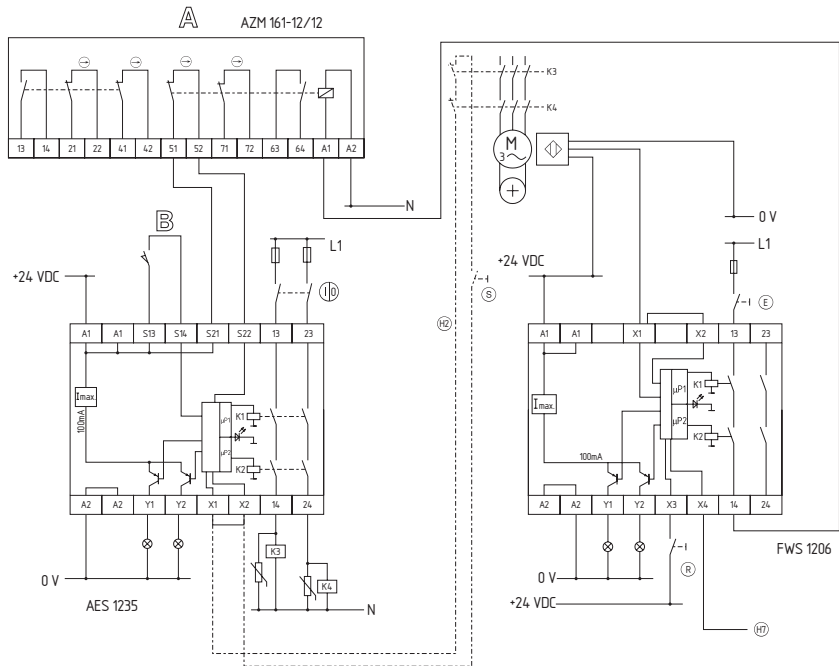 A
AZM 161-12/12
13 14 21 22 41 42 51 52 71 72 63 64 A1 A2
N
K3
K4
M
3
0 V
L1
B
L1
+24 VDC
I 0
S
+24 VDC
E
H2
A1 A1 S13 S14 S21 S22 13 23
Imax.
100mA
µP1
µP2
K1
K2
A2 A2 Y1 Y2 X1 X2 14 24
K3
K4
0 V
N
AES 1235
A1 A1 X1 X2 13 23
Imax.
100mA
µP1
µP2
K1
K2
A2 A2 Y1 Y2 X3 X4 14 24
R
FWS 1206
0 V
+24 VDC
H7